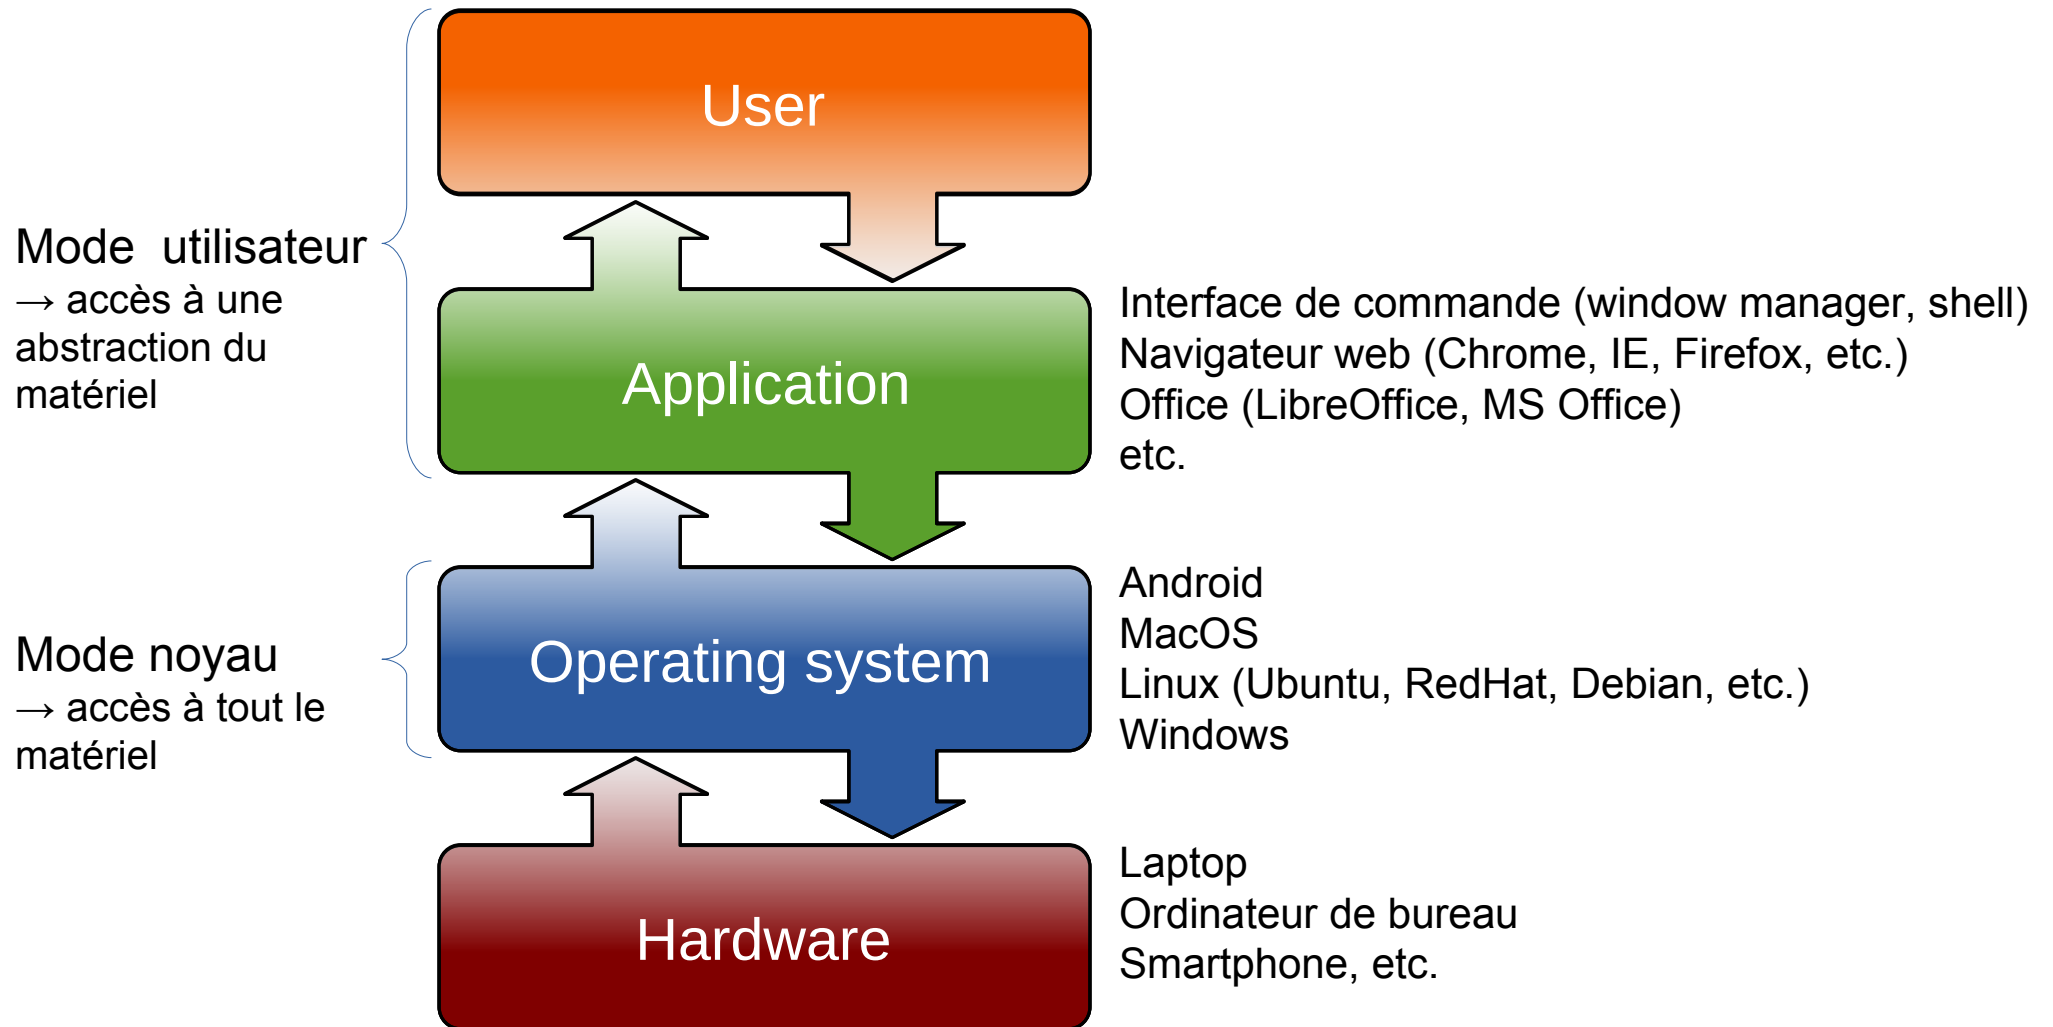 User
Mode utilisateur
→ accès à une
abstraction du
matériel
Application
Interface de commande (window manager, shell)
Navigateur web (Chrome, IE, Firefox, etc.)
Office (LibreOffice, MS Office)
etc.
Mode noyau
→ accès à tout le
matériel
Operating system
Android
MacOS
Linux (Ubuntu, RedHat, Debian, etc.)
Windows
Hardware
Laptop
Ordinateur de bureau
Smartphone, etc.